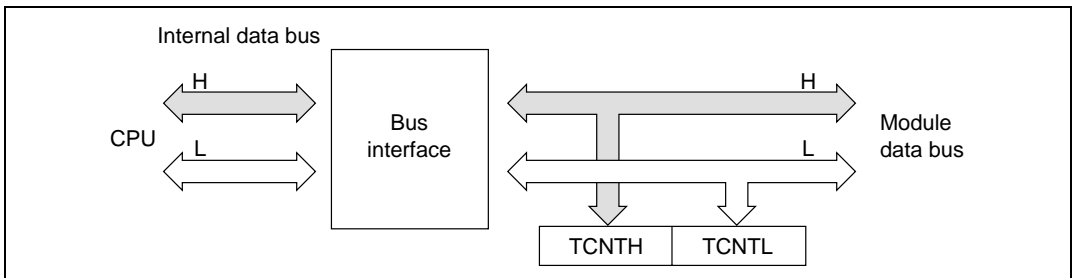 Internal data bus
H
H
CPU
Bus
interface
Module
data bus
L
L
TCNTH
TCNTL